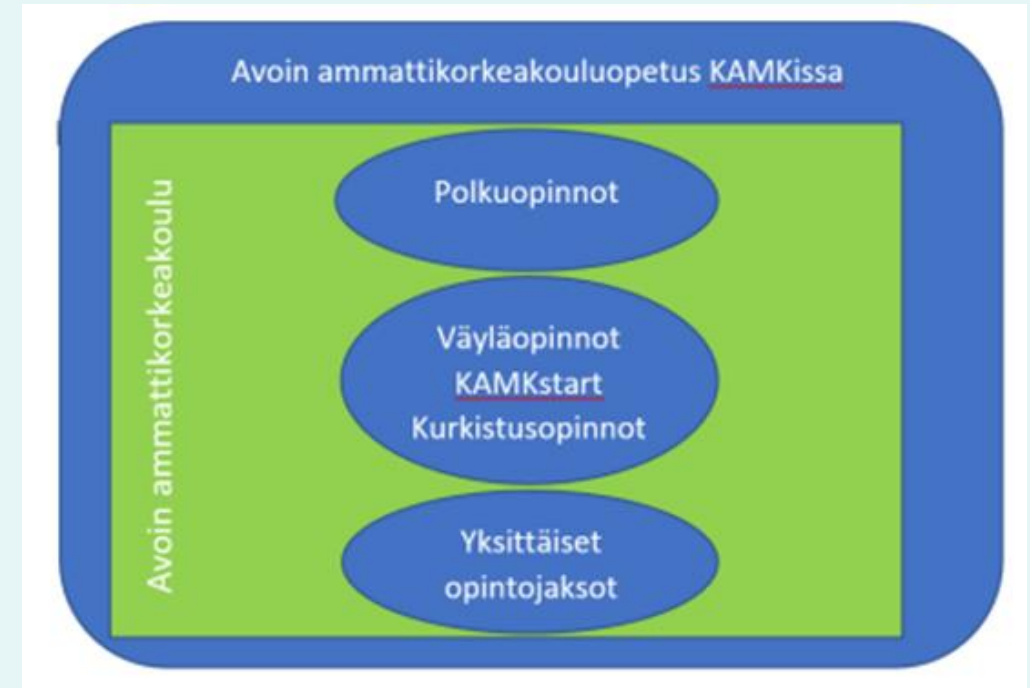 Avoin ammattikorkeakouluopetus KAMKissa
Avoin ammattikorkeakoulu
Polkuopinnot
Väyläopinnot
KAMKstart
Kurkistusopinnot
Yksittäiset
opintojaksot